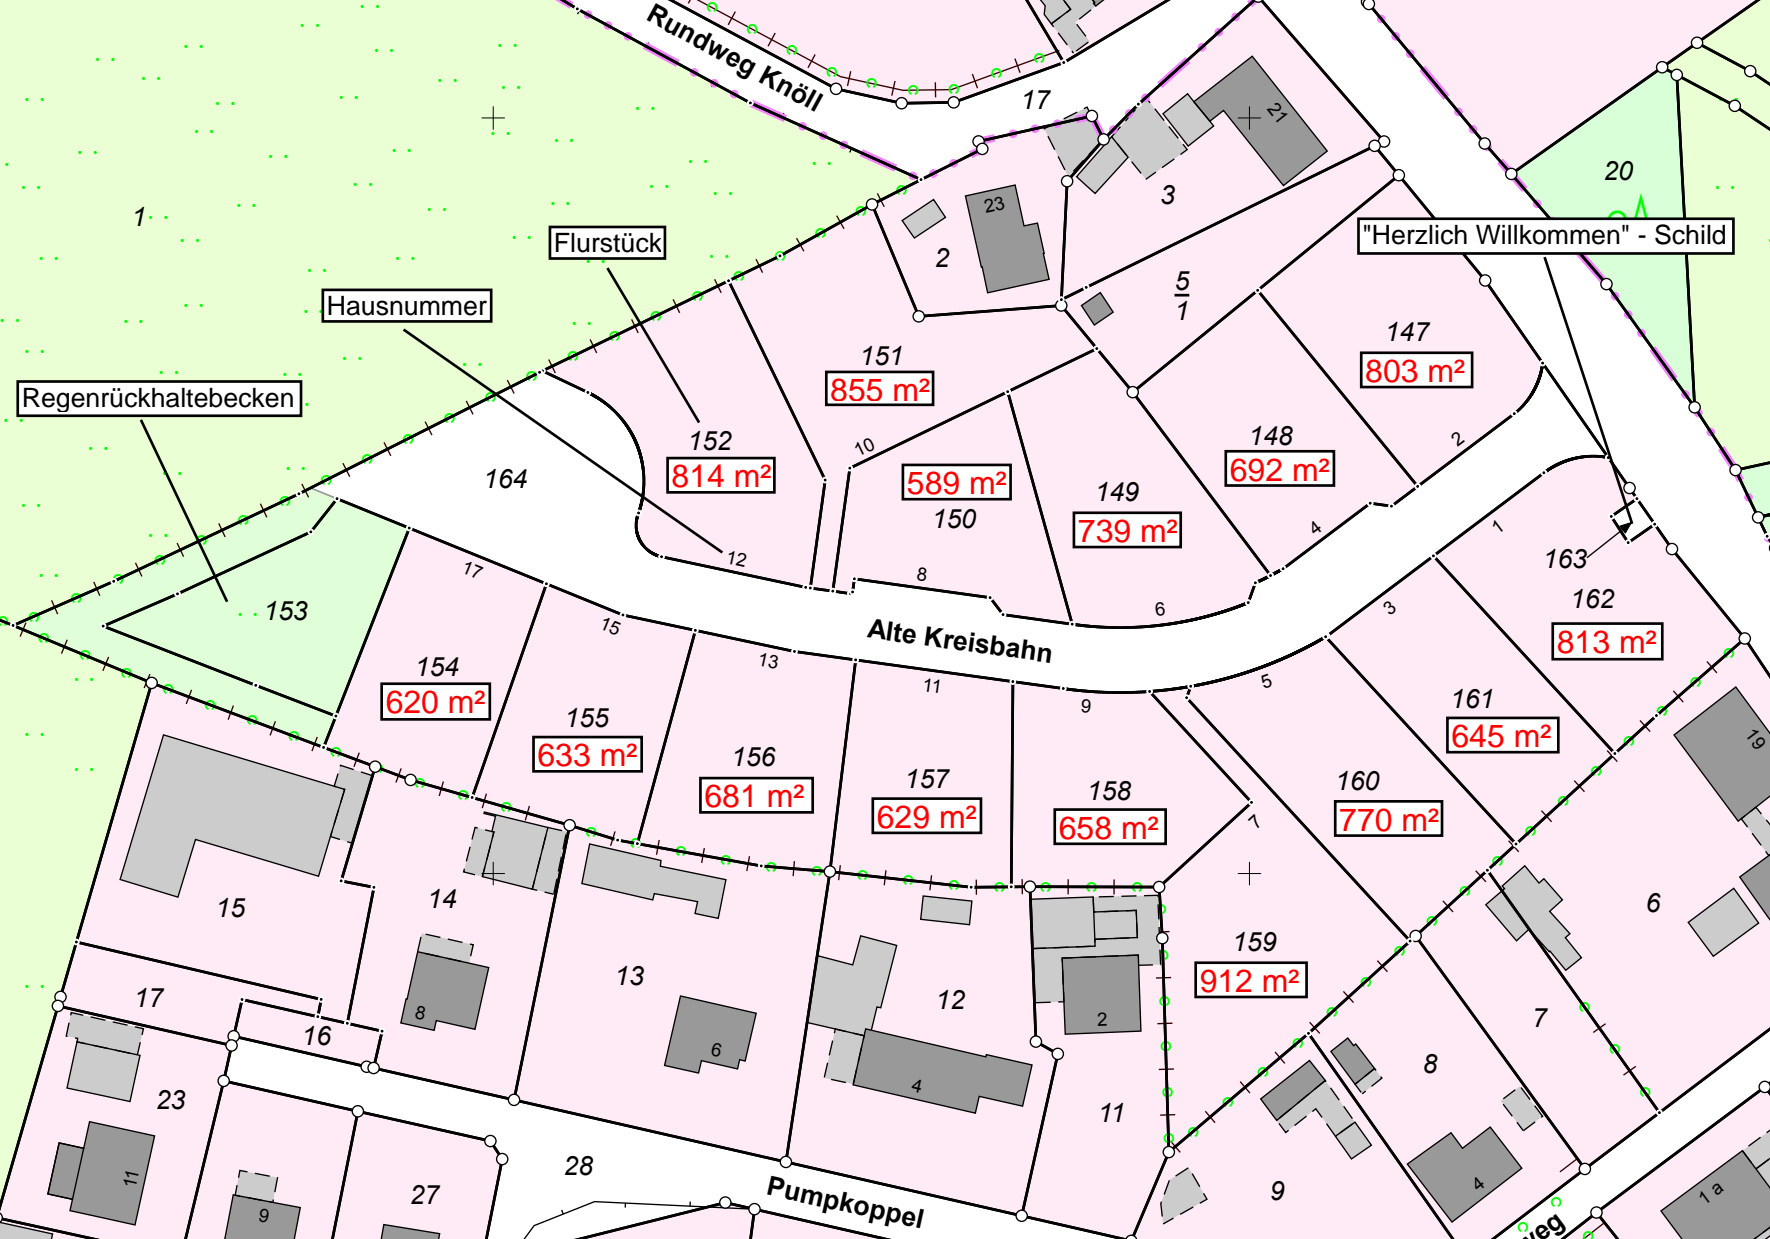 Rundweg Knöll
17
21
3
20
1
23
2
Flurstück
"Herzlich Willkommen" - Schild
5
1
Hausnummer
147
803 m²
151
855 m²
Regenrückhaltebecken
152
814 m²
10
148
692 m²
2
164
589 m²
150
149
739 m²
4
1
163
12
17
8
6
3
162
813 m²
153
15
Alte Kreisbahn
13
11
9
5
154
620 m²
155
633 m²
156
681 m²
157
629 m²
158
658 m²
7
160
770 m²
161
645 m²
19
15
14
13
12
159
912 m²
6
17
16
8
6
4
2
11
7
8
23
11
9
27
28
Pumpkoppel
9
4
1 a
weg